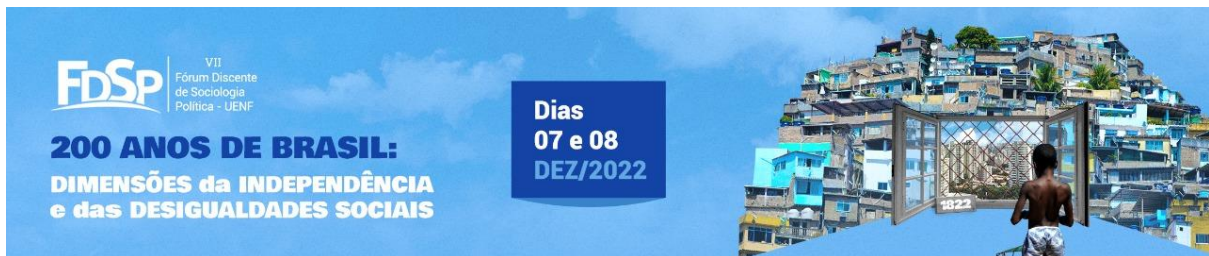 FDSP
VII
Fórum Discente
de Sociologia
Política - UENF
200 ANOS DE BRASIL:
DIMENSÕES da INDEPENDÊNCIA
e das DESIGUALDADES SOCIAIS
Dias
07 e 08
DEZ/2022
1822